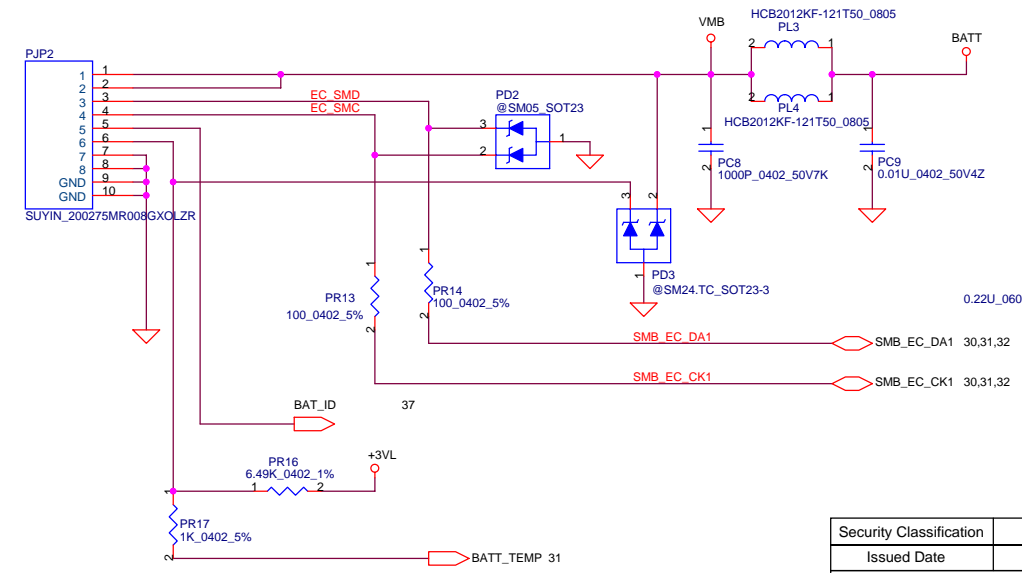 HCB2012KF-121T50_0805
PL3
VMB
BATT
2 1
PJP2
1 1
2 2
3 3
4 4
5 5
6 6
7 7
8 8
GND 9
GND 10
SUYIN_200275MR008GXOLZR
EC_SMD
EC_SMC
PD2
@SM05_SOT23
3
2
1
2 1
PL4
HCB2012KF-121T50_0805
1
2
PC8
1000P_0402_50V7K
1
2
PC9
0.01U_0402_50V4Z
3
2
1
PD3
@SM24.TC_SOT23-3
0.22U_060
1
PR13
100_0402_5%
2
1
PR14
100_0402_5%
2
SMB_EC_DA1
SMB_EC_DA1 30,31,32
SMB_EC_CK1
SMB_EC_CK1 30,31,32
BAT_ID 37
PR16
6.49K_0402_1%
1 2
+3VL
1
PR17
1K_0402_5%
2
BATT_TEMP 31
Security Classification
Issued Date